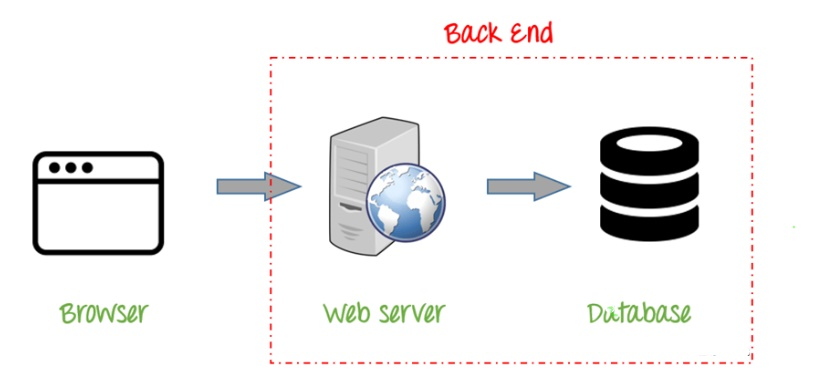 Back End
Browser
Web server
Database